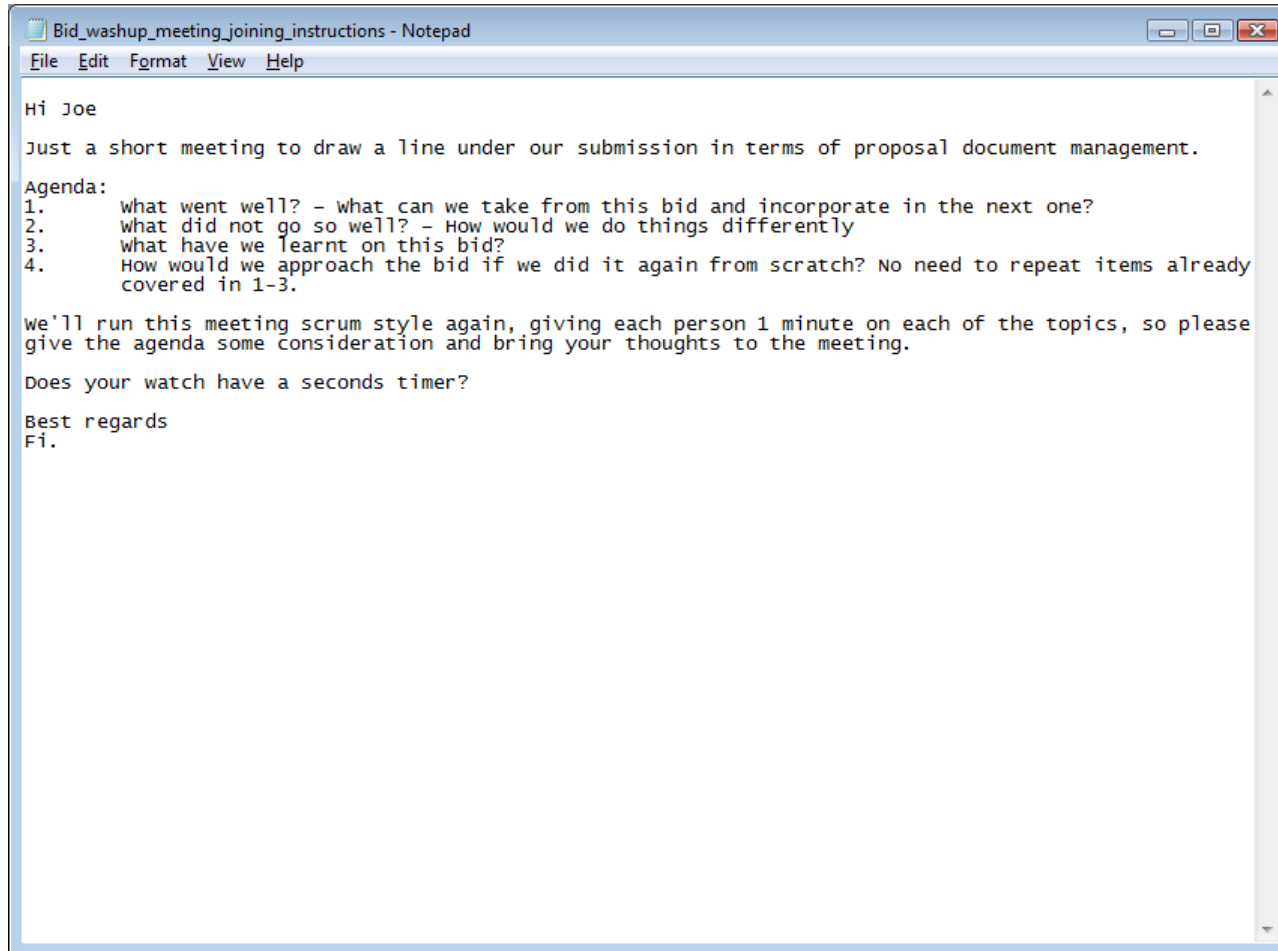 Bid_washup_meeting_joining_instructions - Notepad
File Edit Format View Help
Hi Joe
Just a short meeting to draw a line under our submission in terms of proposal document management.
Agenda:
1. What went well? – What can we take from this bid and incorporate in the next one?
2. What did not go so well? – How would we do things differently
3. What have we learnt on this bid?
4. How would we approach the bid if we did it again from scratch? No need to repeat items already
covered in 1-3.
We'll run this meeting scrum style again, giving each person 1 minute on each of the topics, so please
give the agenda some consideration and bring your thoughts to the meeting.
Does your watch have a seconds timer?
Best regards
Fi.